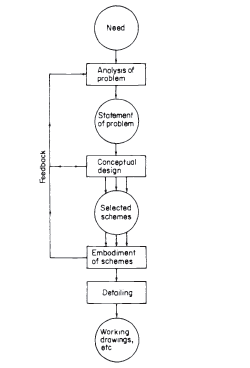 Need
Analysis of
problem
Statement
of problem
Feedback
Conceptual
design
Selected
schemes
Embodiment
of schemes
Detailing
Working
drawings,
etc